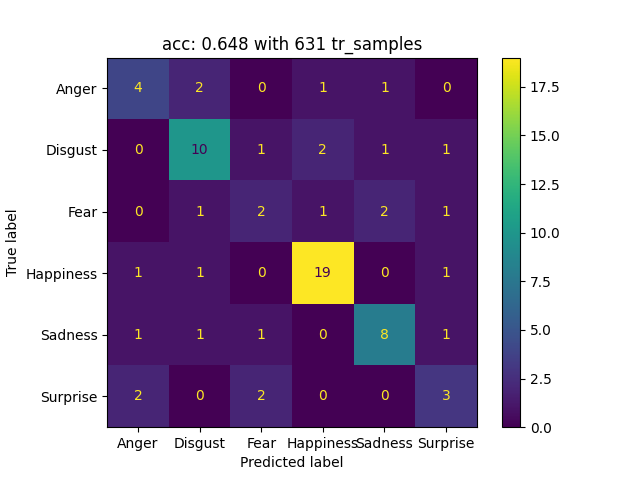 acc: 0.648 with 631 tr_samples
Anger 4 2 0 1 1 0
Disgust 0 10 1 2 1 1
Fear 0 1 2 1 2 1
Happiness 1 1 0 19 0 1
Sadness 1 1 1 0 8 1
Surprise 2 0 2 0 0 3
Anger Disgust Fear Happiness Sadness Surprise
Predicted label
True label
17.5
15.0
12.5
10.0
7.5
5.0
2.5
0.0